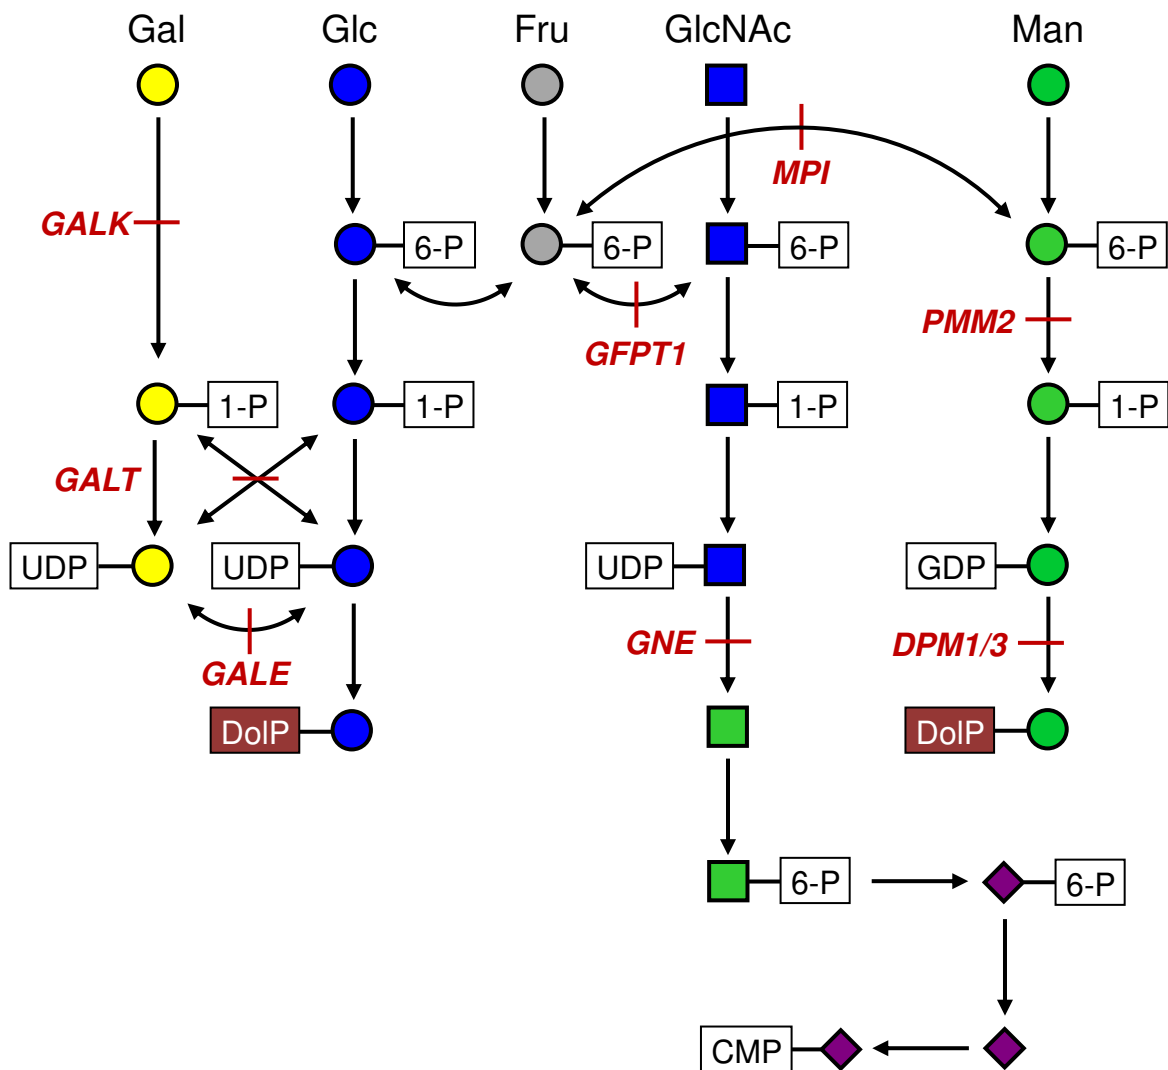 Gal Glc Fru GlcNAc Man
MPI
GALK
6-P 6-P 6-P 6-P
PMM2
GFPT1
1-P 1-P 1-P 1-P
GALT
UDP UDP UDP GDP
GNE DPM1/3
GALE
DolP DolP
6-P 6-P
CMP